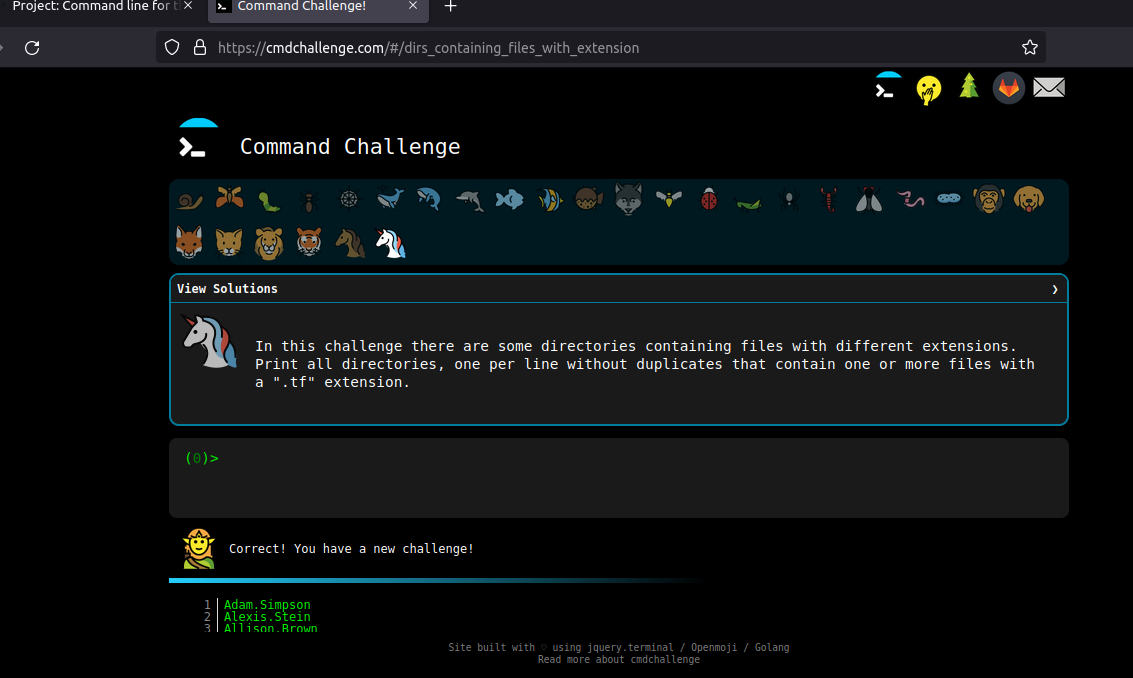 Project: Command line for t
Command Challenge!
https://cmdchallenge.com/#/dirs_containing_files_with_extension
Command Challenge
View Solutions
In this challenge there are some directories containing files with different extensions.
Print all directories, one per line without duplicates that contain one or more files with
a ".tf" extension.
(0)>
Correct! You have a new challenge!
1 Adam.Simpson
2 Alexis.Stein
3 Allison.Brown
Site built with ♡ using jquery.terminal / Openmoji / Golang
Read more about cmdchallenge